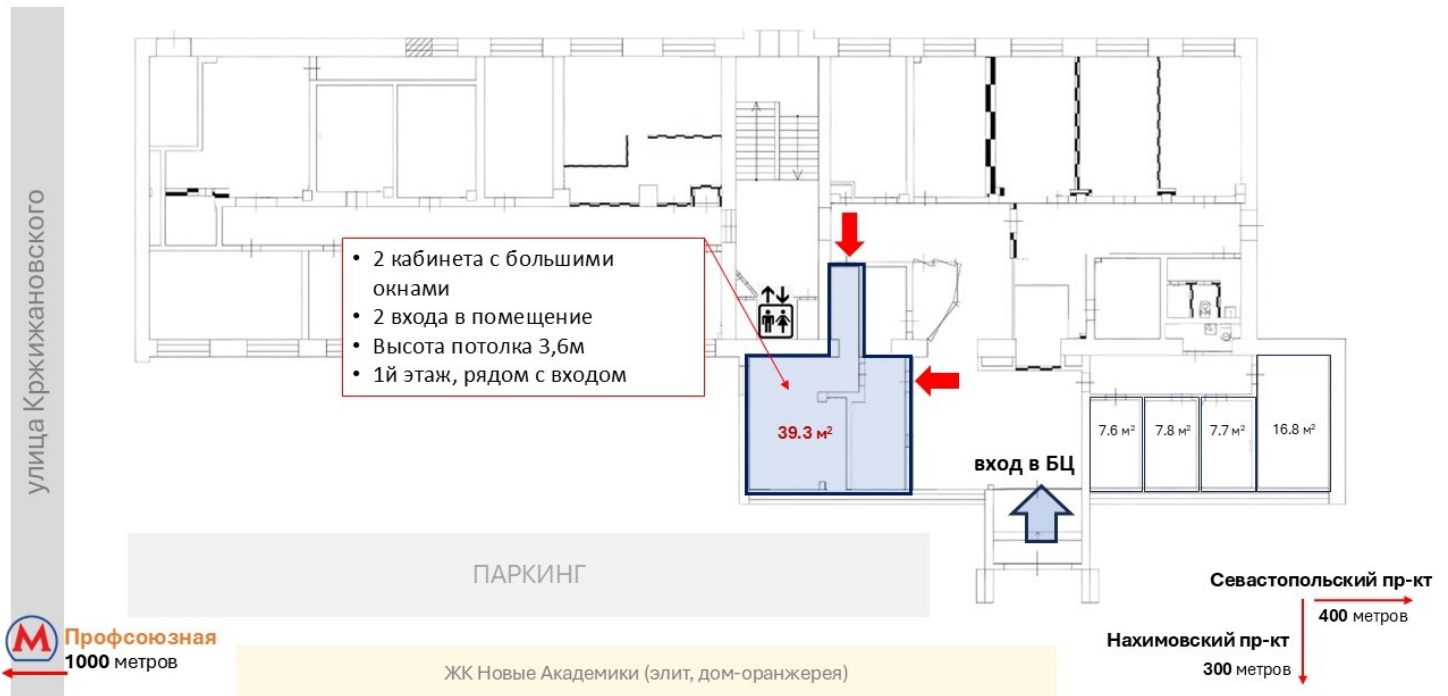 улица Кржижановского
• 2 кабинета с большими
окнами
• 2 входа в помещение
• Высота потолка 3,6м
• 1й этаж, рядом с входом
39.3 м²
вход в БЦ
7.6 м²
7.8 м²
7.7 м²
16.8 м²
ПАРКИНГ
Севастопольский пр-кт
400 метров
Нахимовский пр-кт
300 метров
М
Профсоюзная
1000 метров
ЖК Новые Академики (элит, дом-оранжерея)